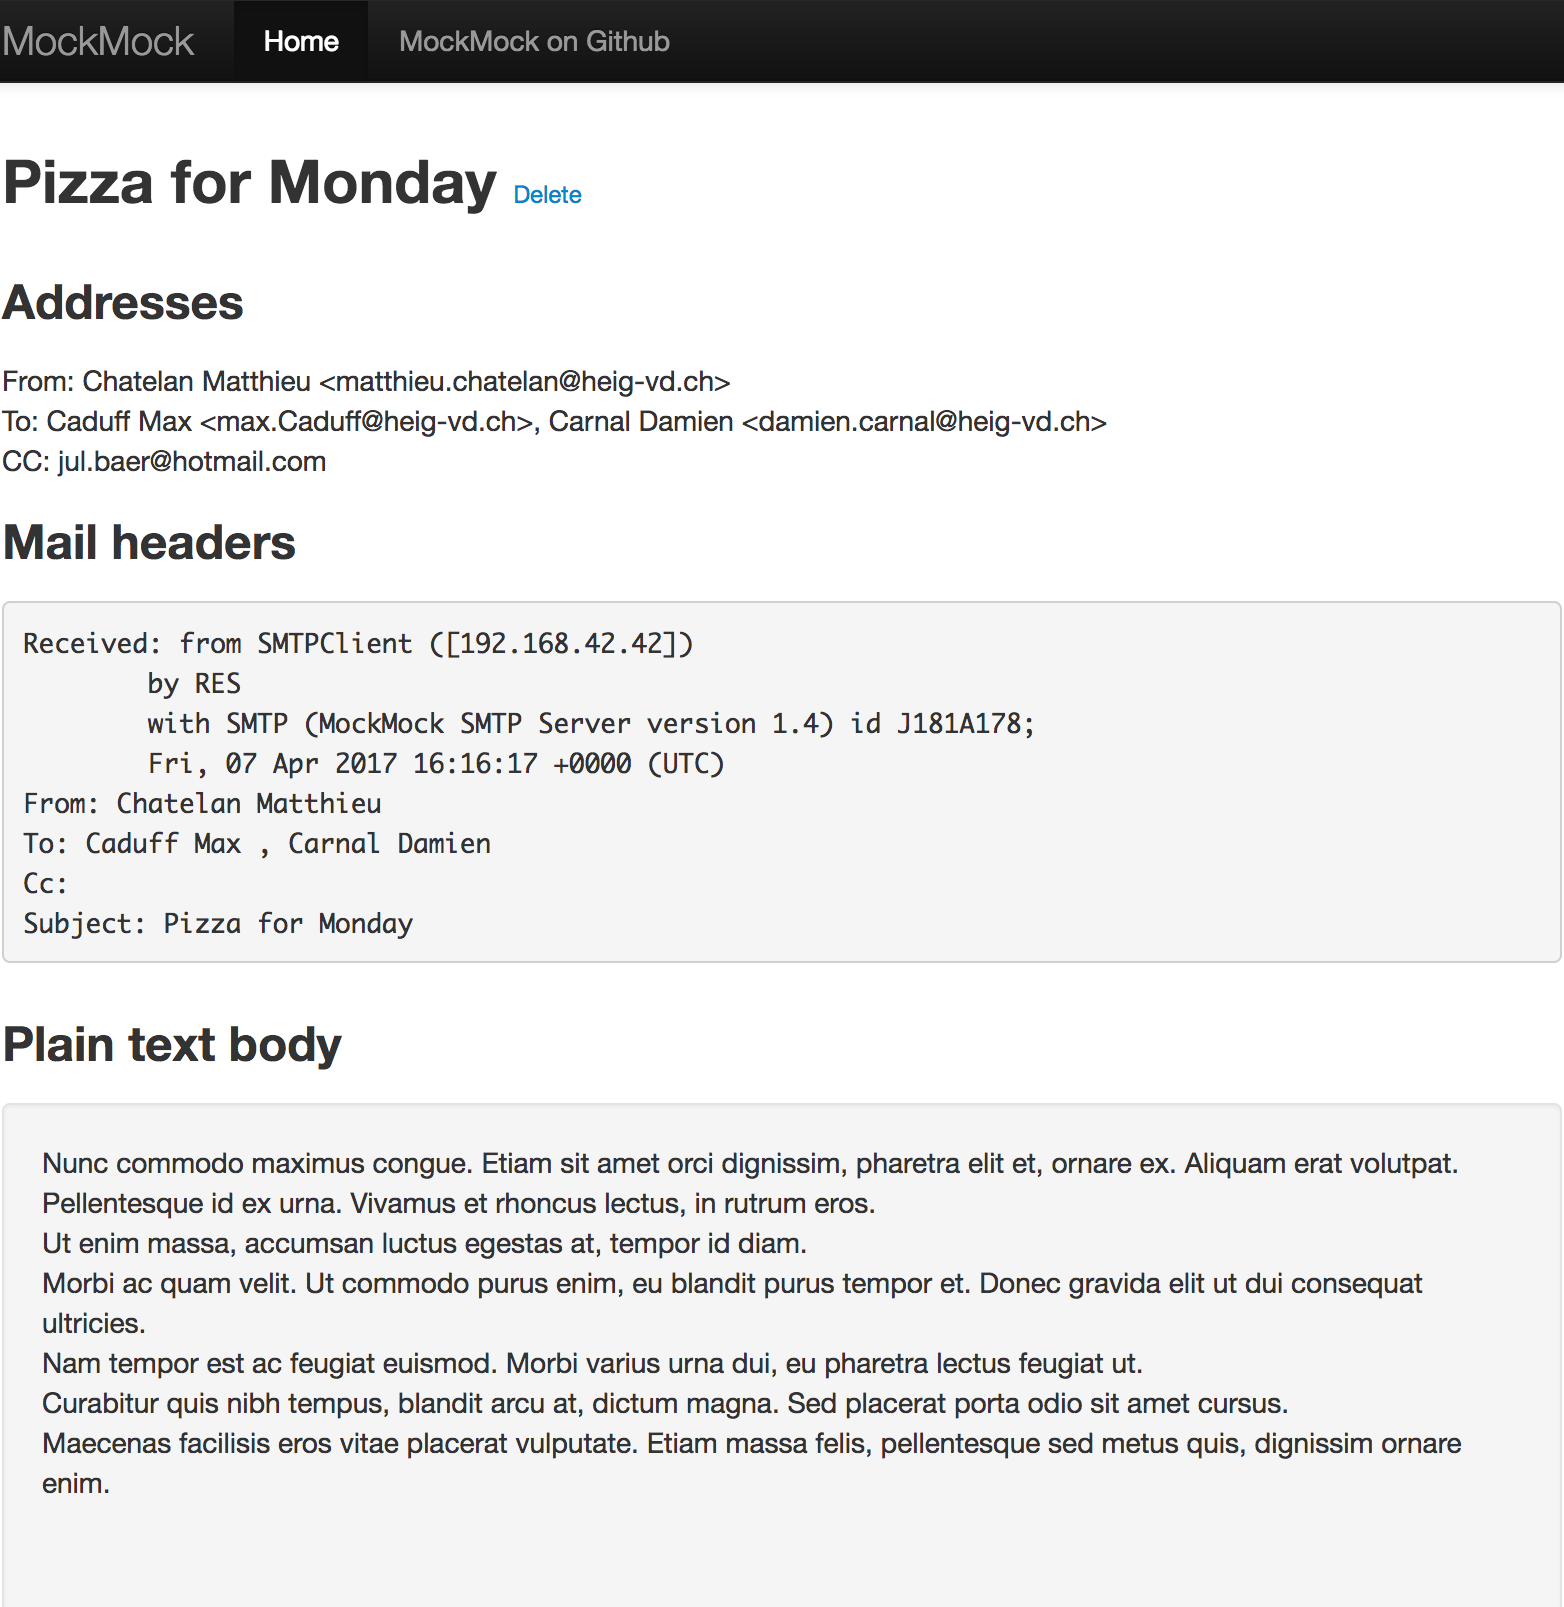 MockMock Home MockMock on Github
Pizza for Monday Delete
Addresses
From: Chatelan Matthieu <matthieu.chatelan@heig-vd.ch>
To: Caduff Max <max.Caduff@heig-vd.ch>, Carnal Damien <damien.carnal@heig-vd.ch>
CC: jul.baer@hotmail.com
Mail headers
Received: from SMTPClient ([192.168.42.42])
        by RES
        with SMTP (MockMock SMTP Server version 1.4) id J181A178;
        Fri, 07 Apr 2017 16:16:17 +0000 (UTC)
From: Chatelan Matthieu
To: Caduff Max , Carnal Damien
Cc:
Subject: Pizza for Monday
Plain text body
Nunc commodo maximus congue. Etiam sit amet orci dignissim, pharetra elit et, ornare ex. Aliquam erat volutpat.
Pellentesque id ex urna. Vivamus et rhoncus lectus, in rutrum eros.
Ut enim massa, accumsan luctus egestas at, tempor id diam.
Morbi ac quam velit. Ut commodo purus enim, eu blandit purus tempor et. Donec gravida elit ut dui consequat
ultricies.
Nam tempor est ac feugiat euismod. Morbi varius urna dui, eu pharetra lectus feugiat ut.
Curabitur quis nibh tempus, blandit arcu at, dictum magna. Sed placerat porta odio sit amet cursus.
Maecenas facilisis eros vitae placerat vulputate. Etiam massa felis, pellentesque sed metus quis, dignissim ornare
enim.